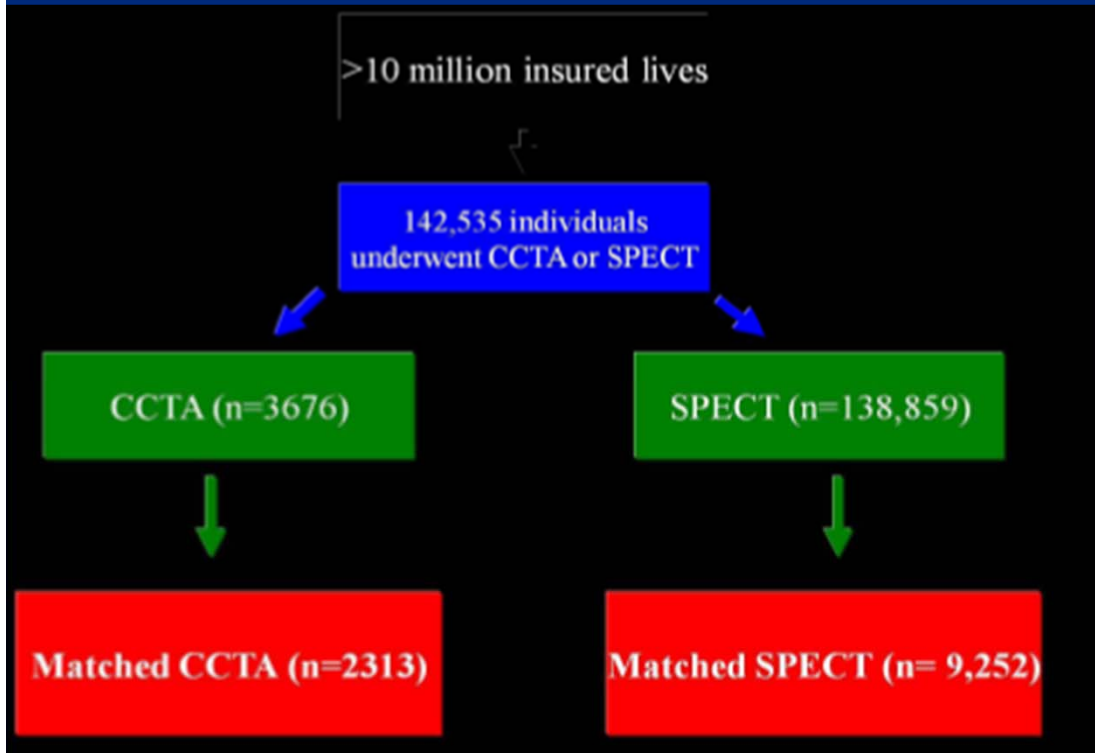 >10 million insured lives
142,535 individuals
underwent CCTA or SPECT
CCTA (n=3676)
SPECT (n=138,859)
Matched CCTA (n=2313)
Matched SPECT (n= 9,252)